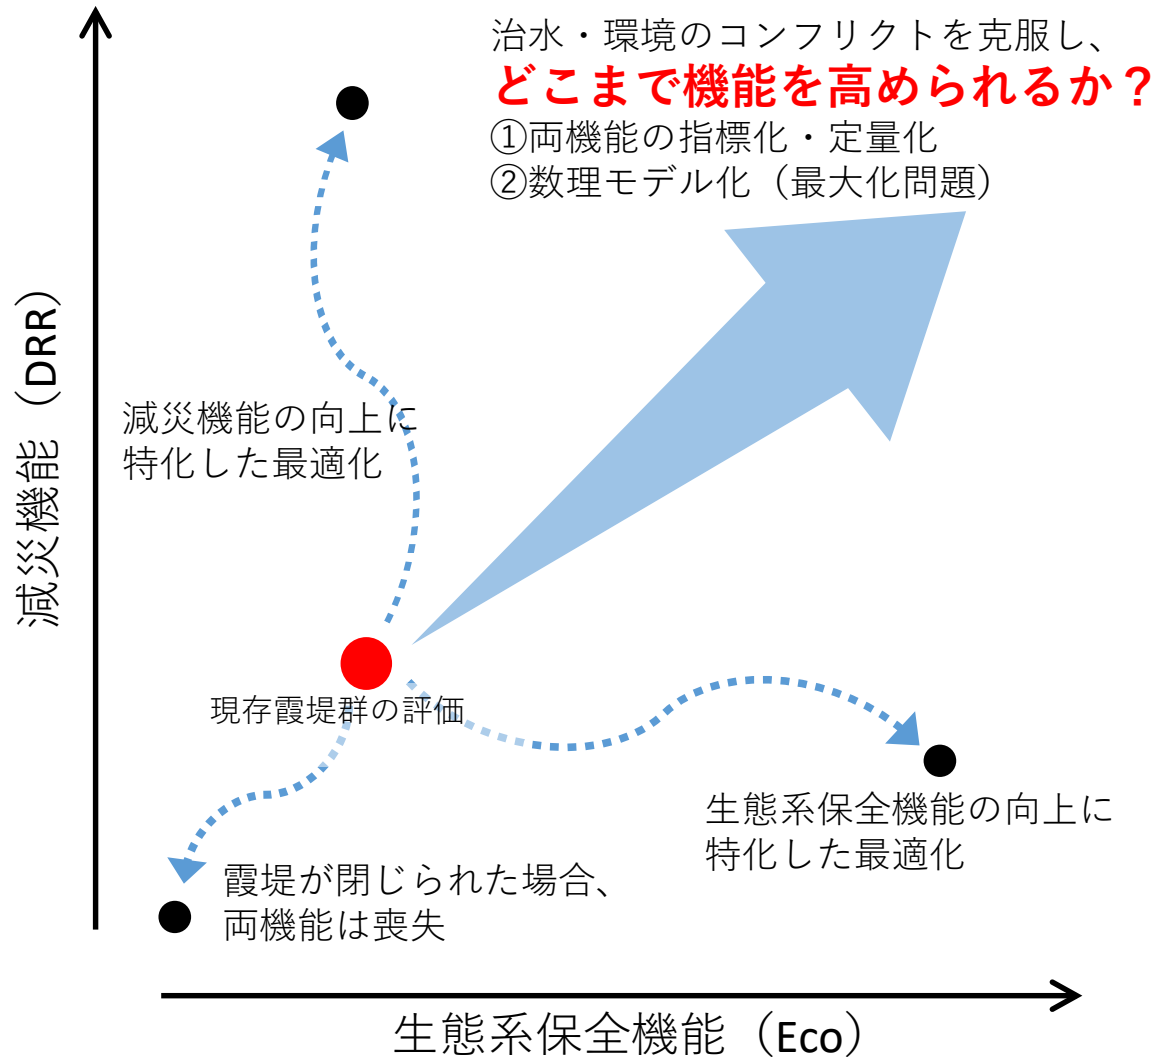 治水・環境のコンフリクトを克服し、
どこまで機能を高められるか？
①両機能の指標化・定量化
②数理モデル化（最大化問題）
減災機能（DRR）
減災機能の向上に
特化した最適化
現存霞堤群の評価
生態系保全機能の向上に
特化した最適化
霞堤が閉じられた場合、
両機能は喪失
生態系保全機能（Eco）